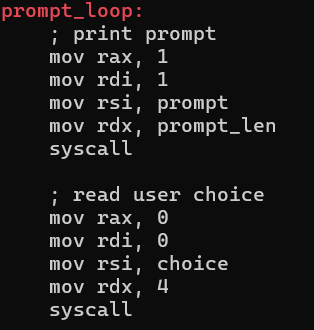 prompt_loop:
; print prompt
mov rax, 1
mov rdi, 1
mov rsi, prompt
mov rdx, prompt_len
syscall
; read user choice
mov rax, 0
mov rdi, 0
mov rsi, choice
mov rdx, 4
syscall